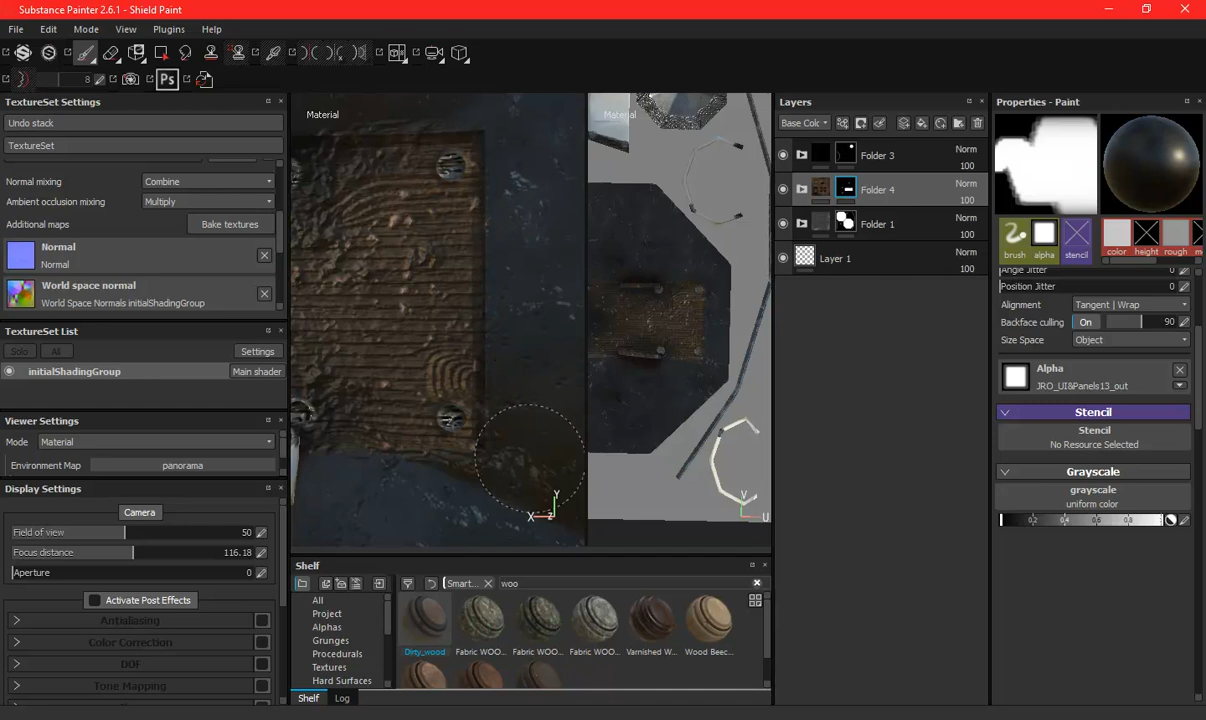 Substance Painter 2.6.1 - Shield Paint
File Edit Mode View Plugins Help
8
Ps
TextureSet Settings
Undo stack
TextureSet
Normal mixing Combine
Ambient occlusion mixing Multiply
Additional maps Bake textures
Normal
Normal
World space normal
World Space Normals initialShadingGroup
TextureSet List
Solo All Settings
initialShadingGroup Main shader
Viewer Settings
Mode Material
Environment Map panorama
Display Settings
Camera
Field of view 50
Focus distance 116.18
Aperture 0
Activate Post Effects
Antialiasing
Color Correction
DOF
Tone Mapping
Material
Y
X Z
Material
V
U
Shelf
Smart... woo
All
Project
Alphas
Grunges
Procedurals
Textures
Hard Surfaces
Dirty_wood Fabric WOO... Fabric WOO... Fabric WOO... Varnished W... Wood Beec...
Shelf Log
Layers
Base Col
Folder 3 Norm 100
Folder 4 Norm 100
Folder 1 Norm 100
Layer 1 Norm 100
Properties - Paint
brush alpha stencil color height rough
Angle Jitter 0
Position Jitter 0
Alignment Tangent | Wrap
Backface culling On 90
Size Space Object
Alpha
JRO_UI&Panels13_out
Stencil
Stencil
No Resource Selected
Grayscale
grayscale
uniform color
0.2 0.4 0.6 0.8